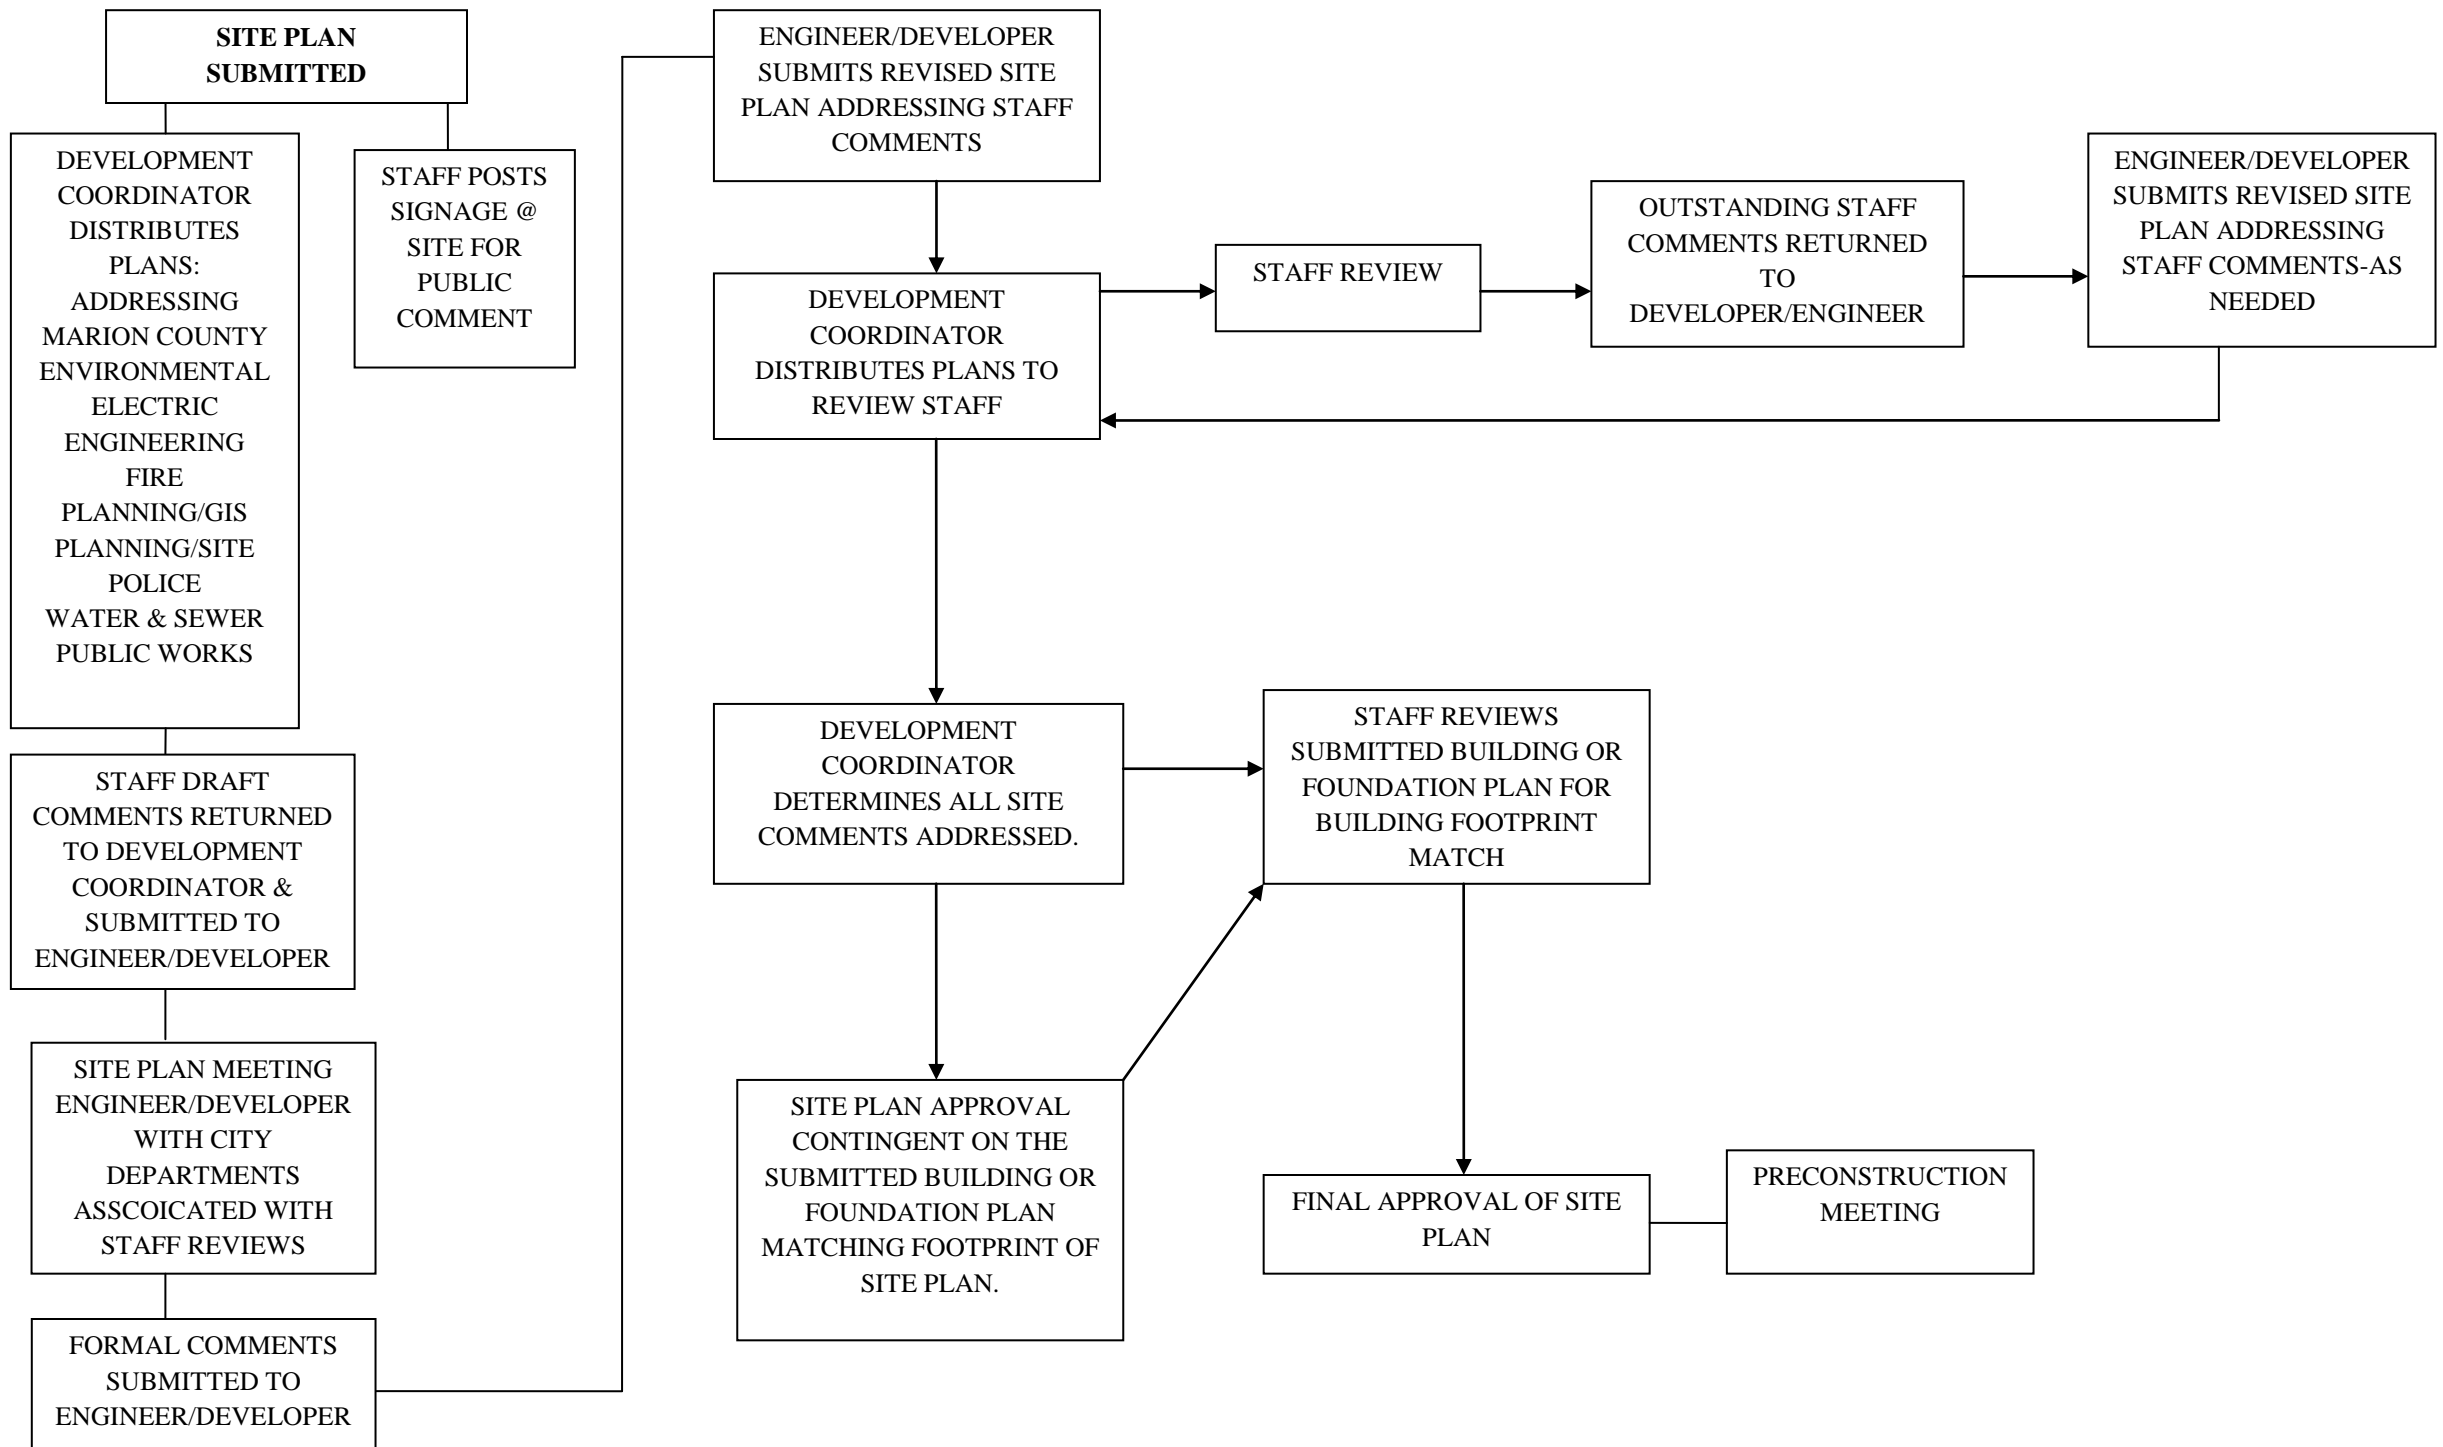 SITE PLAN
SUBMITTED
DEVELOPMENT
COORDINATOR
DISTRIBUTES
PLANS:
ADDRESSING
MARION COUNTY
ENVIRONMENTAL
ELECTRIC
ENGINEERING
FIRE
PLANNING/GIS
PLANNING/SITE
POLICE
WATER & SEWER
PUBLIC WORKS
STAFF POSTS
SIGNAGE @
SITE FOR
PUBLIC
COMMENT
STAFF DRAFT
COMMENTS RETURNED
TO DEVELOPMENT
COORDINATOR &
SUBMITTED TO
ENGINEER/DEVELOPER
SITE PLAN MEETING
ENGINEER/DEVELOPER
WITH CITY
DEPARTMENTS
ASSCOICATED WITH
STAFF REVIEWS
FORMAL COMMENTS
SUBMITTED TO
ENGINEER/DEVELOPER
ENGINEER/DEVELOPER
SUBMITS REVISED SITE
PLAN ADDRESSING STAFF
COMMENTS
DEVELOPMENT
COORDINATOR
DISTRIBUTES PLANS TO
REVIEW STAFF
STAFF REVIEW
OUTSTANDING STAFF
COMMENTS RETURNED
TO
DEVELOPER/ENGINEER
ENGINEER/DEVELOPER
SUBMITS REVISED SITE
PLAN ADDRESSING
STAFF COMMENTS-AS
NEEDED
DEVELOPMENT
COORDINATOR
DETERMINES ALL SITE
COMMENTS ADDRESSED.
STAFF REVIEWS
SUBMITTED BUILDING OR
FOUNDATION PLAN FOR
BUILDING FOOTPRINT
MATCH
SITE PLAN APPROVAL
CONTINGENT ON THE
SUBMITTED BUILDING OR
FOUNDATION PLAN
MATCHING FOOTPRINT OF
SITE PLAN.
FINAL APPROVAL OF SITE
PLAN
PRECONSTRUCTION
MEETING